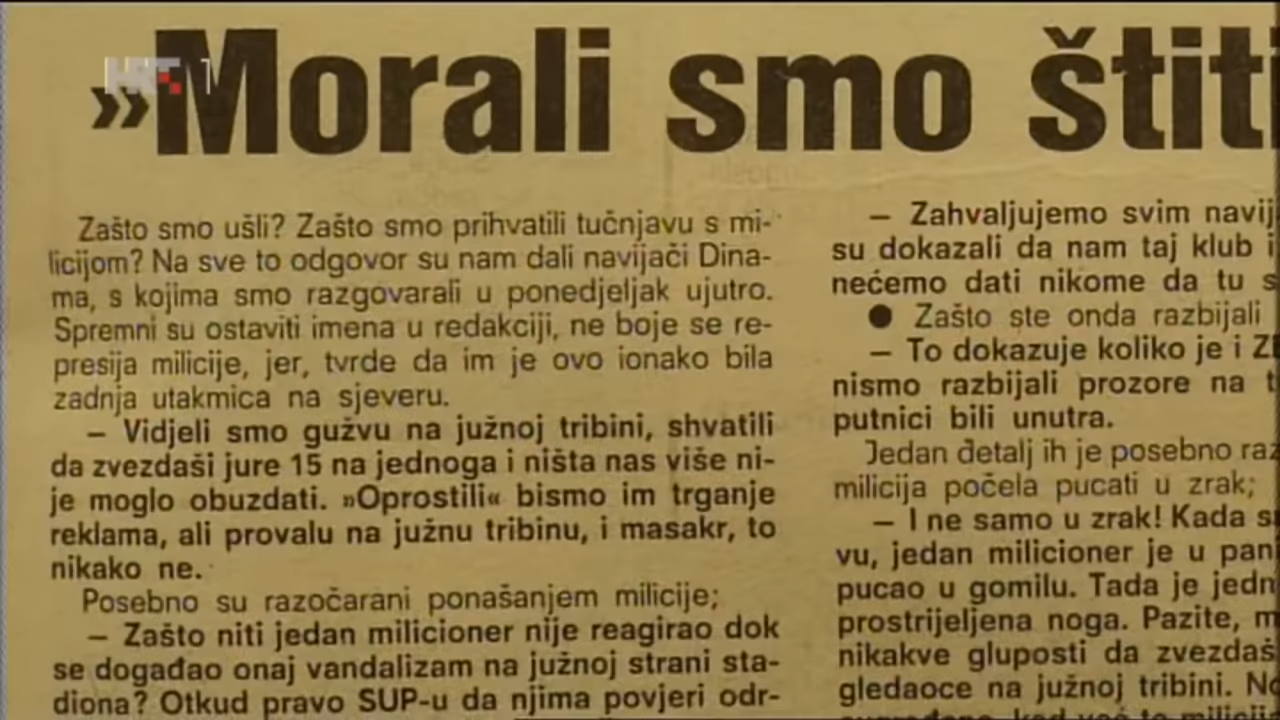 HRT 1
»Morali smo štiti
Zašto smo ušli? Zašto smo prihvatili tučnjavu s mi-
licijom? Na sve to odgovor su nam dali navijači Dina-
ma, s kojima smo razgovarali u ponedjeljak ujutro.
Spremni su ostaviti imena u redakciji, ne boje se re-
presija milicije, jer, tvrde da im je ovo ionako bila
zadnja utakmica na sjeveru.
– Vidjeli smo gužvu na južnoj tribini, shvatili
da zvezdaši jure 15 na jednoga i ništa nas više ni-
je moglo obuzdati. »Oprostili« bismo im trganje
reklama, ali provalu na južnu tribinu, i masakr, to
nikako ne.
Posebno su razočarani ponašanjem milicije;
– Zašto niti jedan milicioner nije reagirao dok
se događao onaj vandalizam na južnoj strani sta-
diona? Otkud pravo SUP-u da njima povjeri odr-
– Zahvaljujemo svim navij
su dokazali da nam taj klub i
nećemo dati nikome da tu s
● Zašto ste onda razbijali
– To dokazuje koliko je i
nismo razbijali prozore na t
putnici bili unutra.
Jedan detalj ih je posebno raz
milicija počela pucati u zrak;
– I ne samo u zrak! Kada s
vu, jedan milicioner je u pan
pucao u gomilu. Tada je jedn
prostrijeljena noga. Pazite, m
nikakve gluposti da zvezdaš
gledaoce na južnoj tribini. No